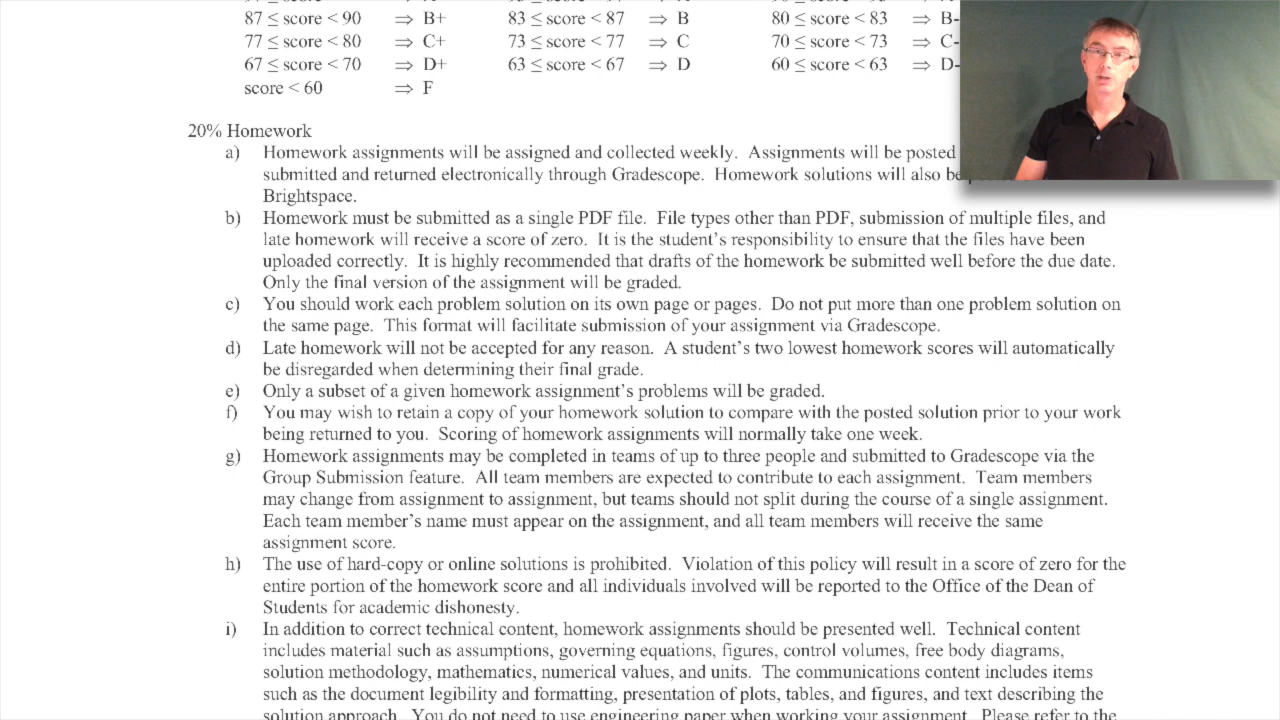 87 ≤ score < 90 ⇒ B+ 83 ≤ score < 87 ⇒ B 80 ≤ score < 83 ⇒ B-
77 ≤ score < 80 ⇒ C+ 73 ≤ score < 77 ⇒ C 70 ≤ score < 73 ⇒ C-
67 ≤ score < 70 ⇒ D+ 63 ≤ score < 67 ⇒ D 60 ≤ score < 63 ⇒ D-
score < 60 ⇒ F
20% Homework
a) Homework assignments will be assigned and collected weekly. Assignments will be posted
submitted and returned electronically through Gradescope. Homework solutions will also
Brightspace.
b) Homework must be submitted as a single PDF file. File types other than PDF, submission of multiple files, and
late homework will receive a score of zero. It is the student's responsibility to ensure that the files have been
uploaded correctly. It is highly recommended that drafts of the homework be submitted well before the due date.
Only the final version of the assignment will be graded.
c) You should work each problem solution on its own page or pages. Do not put more than one problem solution on
the same page. This format will facilitate submission of your assignment via Gradescope.
d) Late homework will not be accepted for any reason. A student's two lowest homework scores will automatically
be disregarded when determining their final grade.
e) Only a subset of a given homework assignment's problems will be graded.
f) You may wish to retain a copy of your homework solution to compare with the posted solution prior to your work
being returned to you. Scoring of homework assignments will normally take one week.
g) Homework assignments may be completed in teams of up to three people and submitted to Gradescope via the
Group Submission feature. All team members are expected to contribute to each assignment. Team members
may change from assignment to assignment, but teams should not split during the course of a single assignment.
Each team member's name must appear on the assignment, and all team members will receive the same
assignment score.
h) The use of hard-copy or online solutions is prohibited. Violation of this policy will result in a score of zero for the
entire portion of the homework score and all individuals involved will be reported to the Office of the Dean of
Students for academic dishonesty.
i) In addition to correct technical content, homework assignments should be presented well. Technical content
includes material such as assumptions, governing equations, figures, control volumes, free body diagrams,
solution methodology, mathematics, numerical values, and units. The communications content includes items
such as the document legibility and formatting, presentation of plots, tables, and figures, and text describing the
solution approach. You do not need to use engineering paper when working your assignment. Please refer to the